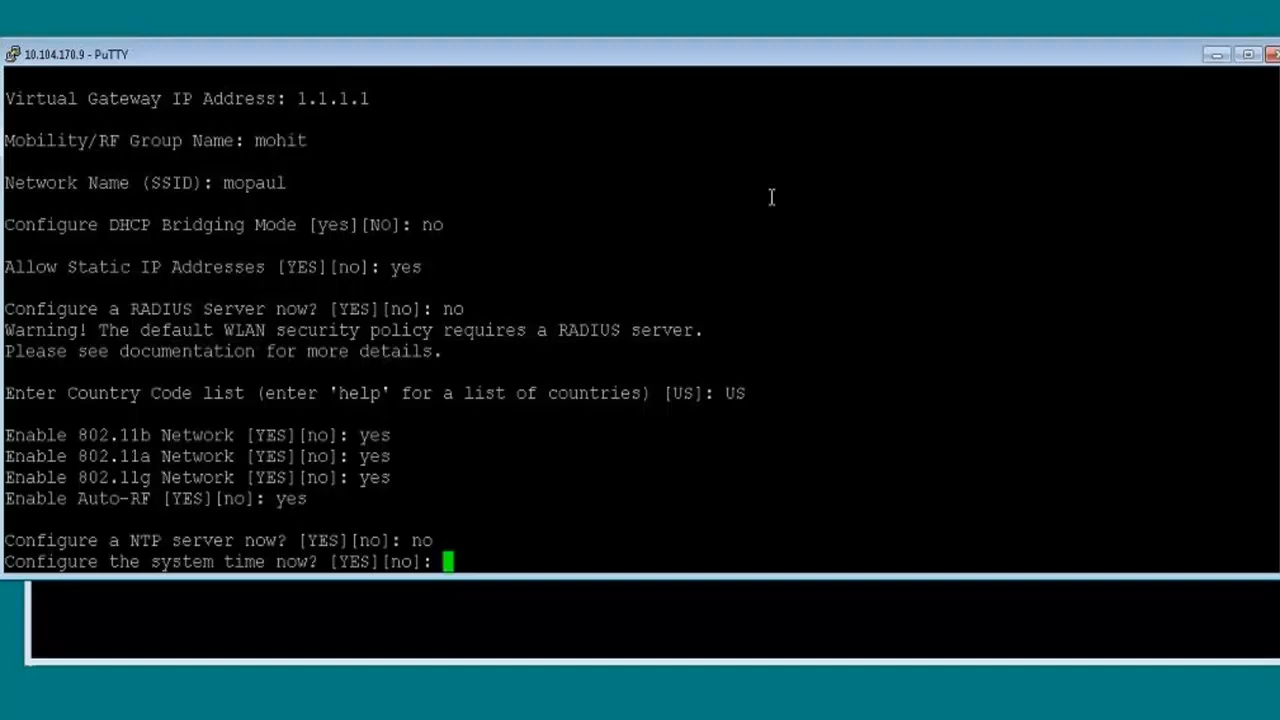 10.104.170.9 - PuTTY
Virtual Gateway IP Address: 1.1.1.1
Mobility/RF Group Name: mohit
Network Name (SSID): mopaul
Configure DHCP Bridging Mode [yes][NO]: no
Allow Static IP Addresses [YES][no]: yes
Configure a RADIUS Server now? [YES][no]: no
Warning! The default WLAN security policy requires a RADIUS server.
Please see documentation for more details.
Enter Country Code list (enter 'help' for a list of countries) [US]: US
Enable 802.11b Network [YES][no]: yes
Enable 802.11a Network [YES][no]: yes
Enable 802.11g Network [YES][no]: yes
Enable Auto-RF [YES][no]: yes
Configure a NTP server now? [YES][no]: no
Configure the system time now? [YES][no]: